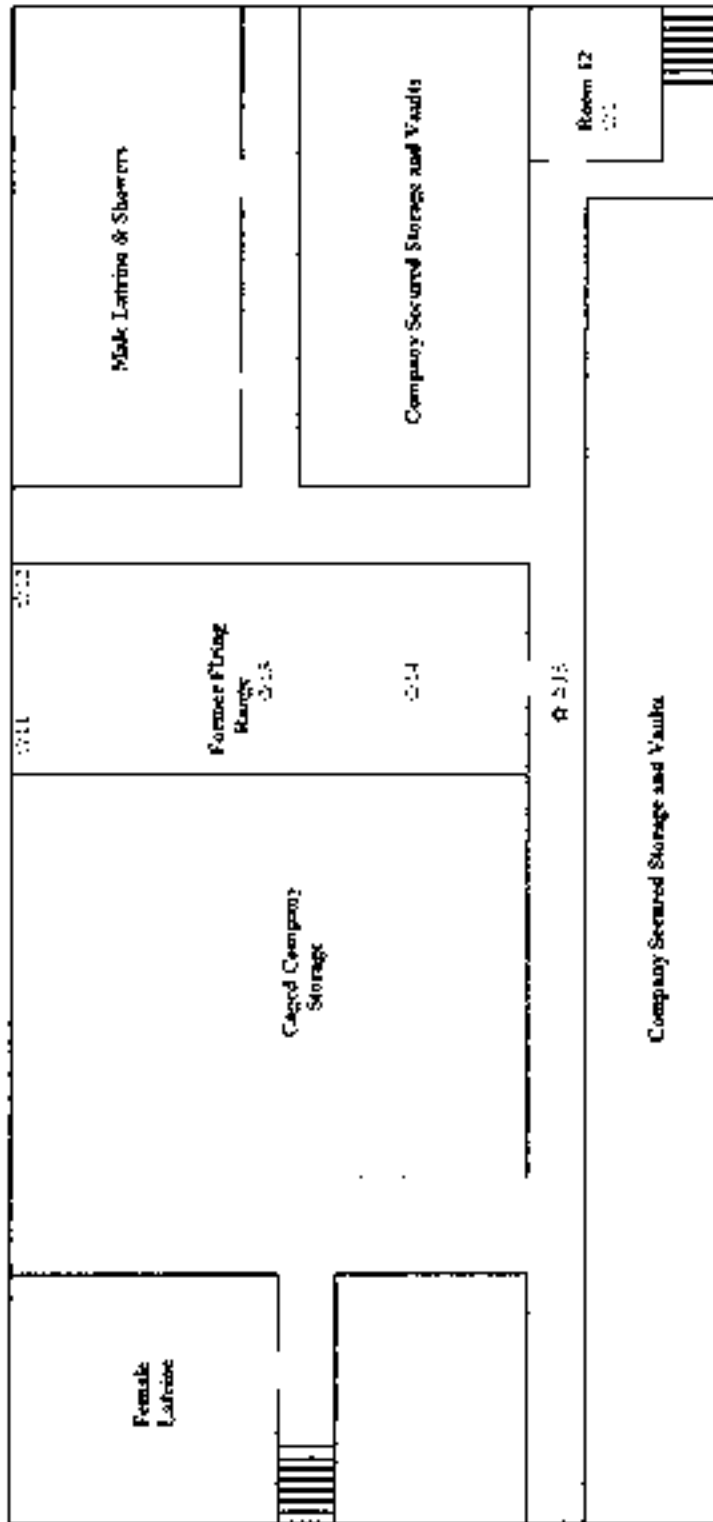 Male Latrine & Showers
Company Secured Storage and Vaults
Room 12
Former Firing
Range
Caged Company
Storage
Company Secured Storage and Vaults
Female
Latrine